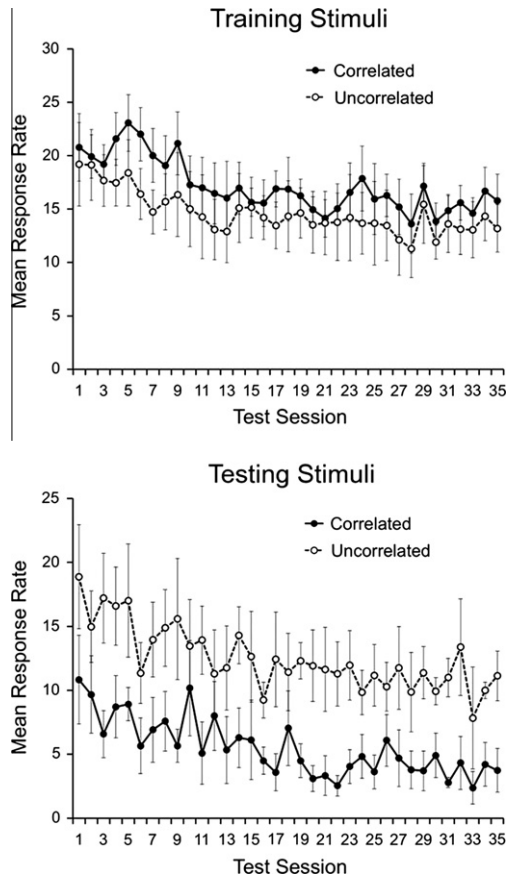 Training Stimuli
30
25
20
15
10
5
0
Mean Response Rate
Correlated
Uncorrelated
1 3 5 7 9 11 13 15 17 19 21 23 25 27 29 31 33 35
Test Session
Testing Stimuli
25
20
15
10
5
0
Mean Response Rate
Correlated
Uncorrelated
1 3 5 7 9 11 13 15 17 19 21 23 25 27 29 31 33 35
Test Session